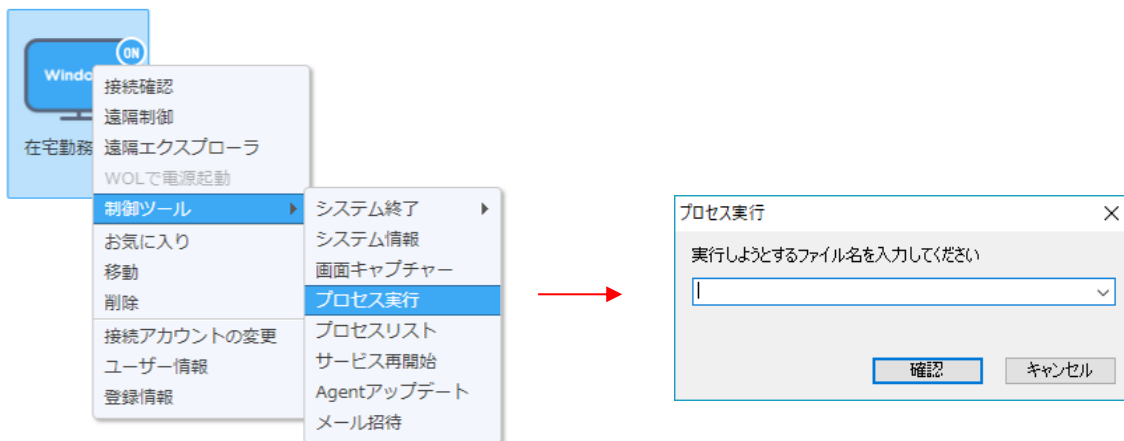 ON
Windo
在宅勤務
接続確認
遠隔制御
遠隔エクスプローラ
WOLで電源起動
制御ツール
お気に入り
移動
削除
接続アカウントの変更
ユーザー情報
登録情報
システム終了
システム情報
画面キャプチャー
プロセス実行
プロセスリスト
サービス再開始
Agentアップデート
メール招待
プロセス実行
実行しようとするファイル名を入力してください
確認
キャンセル